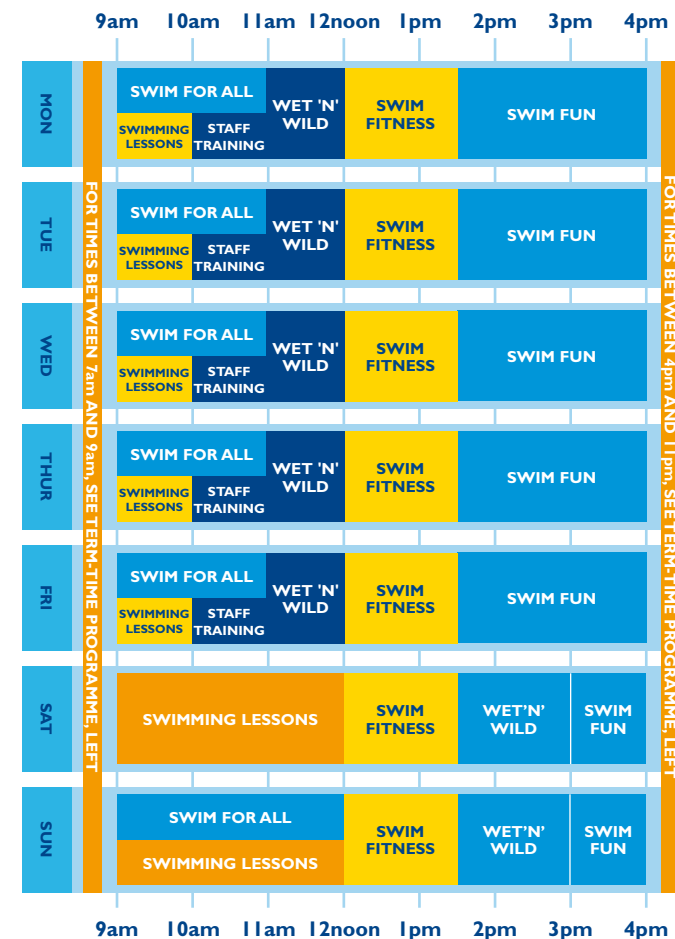 9am 10am 11am 12noon 1pm 2pm 3pm 4pm
MON
SWIM FOR ALL
SWIMMING
LESSONS
STAFF
TRAINING
WET 'N'
WILD
SWIM
FITNESS
SWIM FUN
TUE
SWIM FOR ALL
SWIMMING
LESSONS
STAFF
TRAINING
WET 'N'
WILD
SWIM
FITNESS
SWIM FUN
WED
SWIM FOR ALL
SWIMMING
LESSONS
STAFF
TRAINING
WET 'N'
WILD
SWIM
FITNESS
SWIM FUN
THUR
SWIM FOR ALL
SWIMMING
LESSONS
STAFF
TRAINING
WET 'N'
WILD
SWIM
FITNESS
SWIM FUN
FRI
SWIM FOR ALL
SWIMMING
LESSONS
STAFF
TRAINING
WET 'N'
WILD
SWIM
FITNESS
SWIM FUN
SAT
SWIMMING LESSONS
SWIM
FITNESS
WET’N’
WILD
SWIM
FUN
SUN
SWIM FOR ALL
SWIMMING LESSONS
SWIM
FITNESS
WET’N’
WILD
SWIM
FUN
FOR TIMES BETWEEN 7am AND 9am, SEE TERM-TIME PROGRAMME, LEFT
FOR TIMES BETWEEN 4pm AND 11pm, SEE TERM-TIME PROGRAMME, LEFT
9am 10am 11am 12noon 1pm 2pm 3pm 4pm